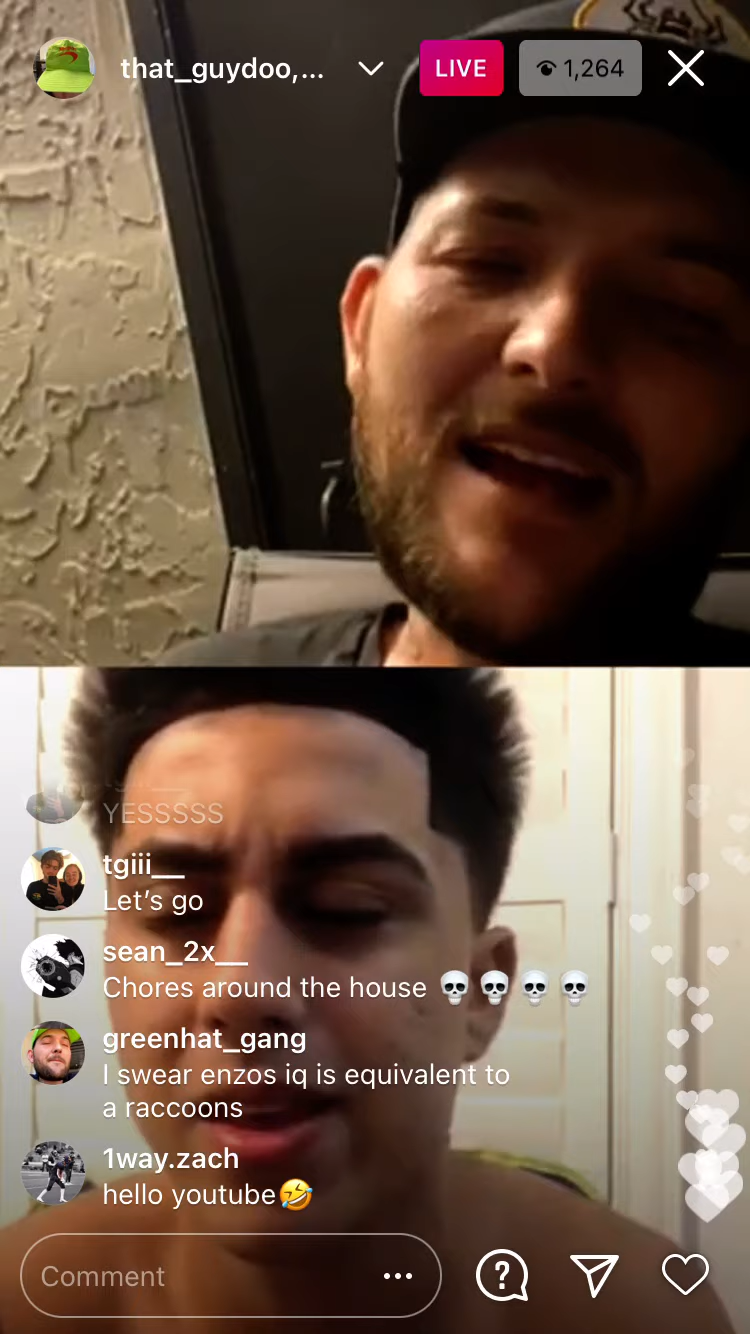 that_guydoo,...
LIVE
1,264
YESSSSS
tgiii__
Let's go
sean_2x__
Chores around the house 💀💀💀💀
greenhat_gang
I swear enzos iq is equivalent to
a raccoons
1way.zach
hello youtube🤣
Comment